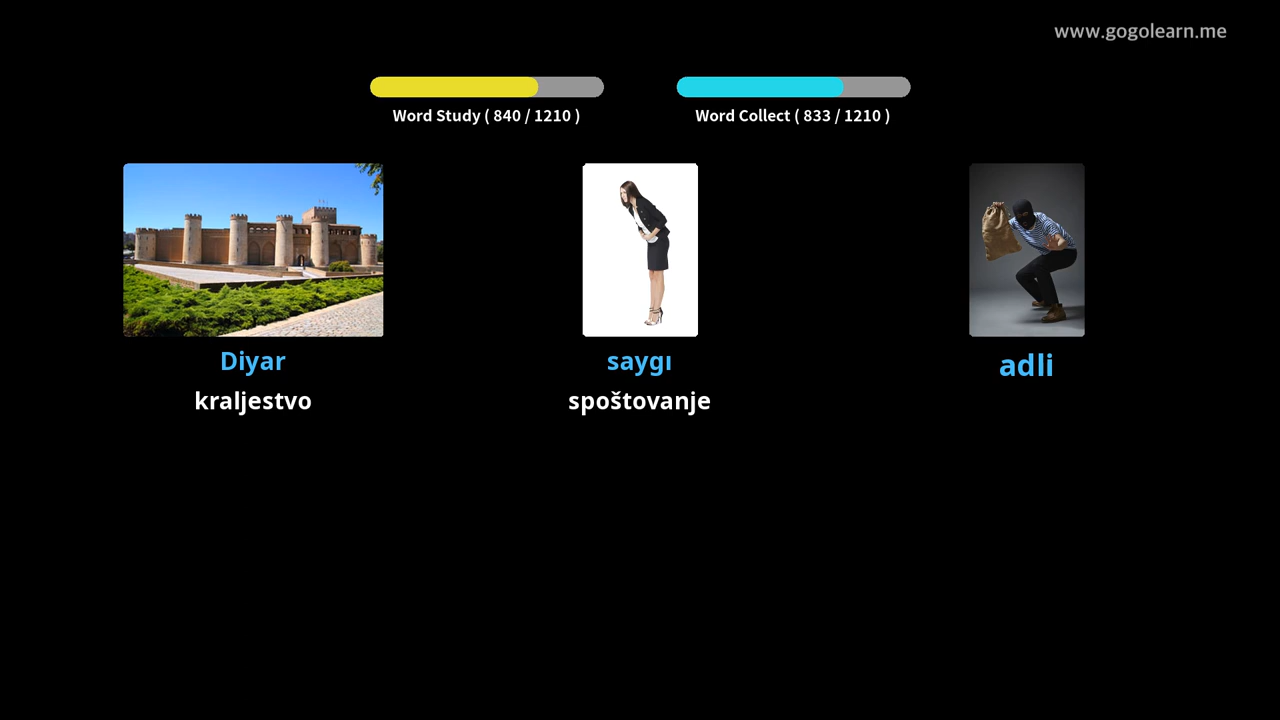 www.gogolearn.me
Word Study ( 840 / 1210 )
Word Collect ( 833 / 1210 )
Diyar
kraljestvo
saygı
spoštovanje
adli